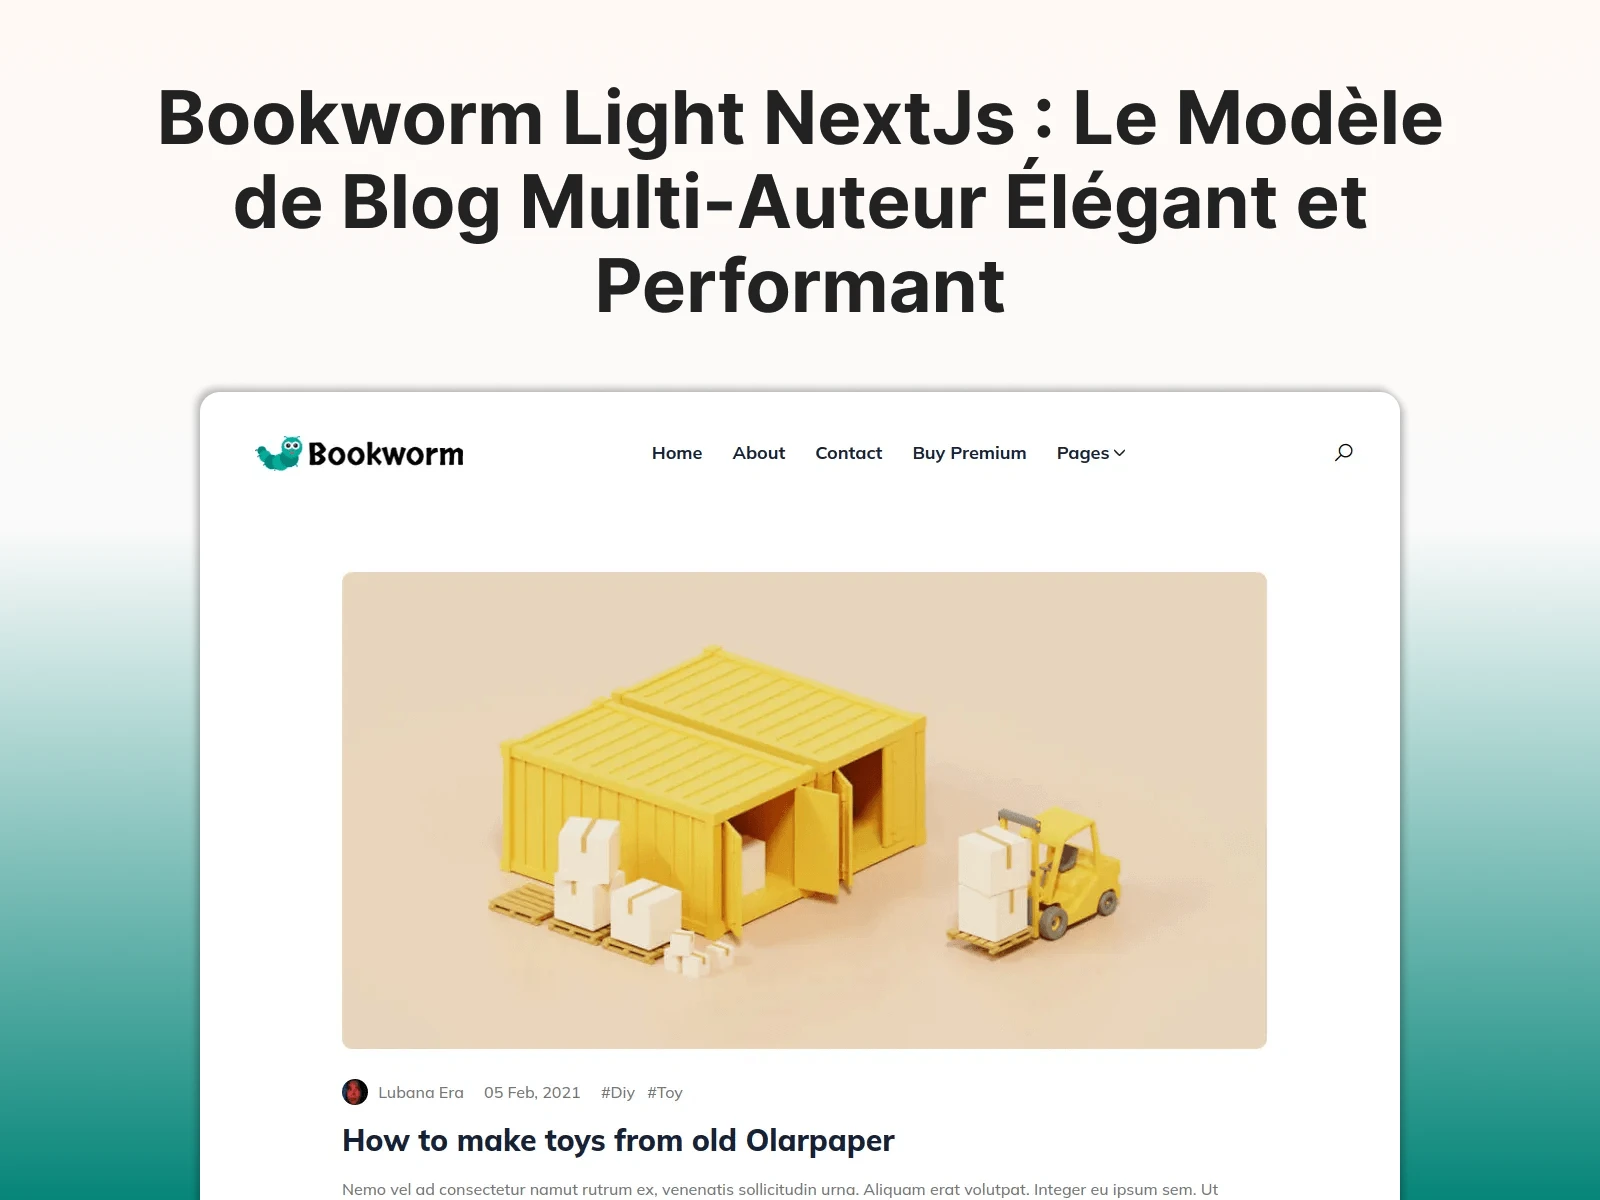 Bookworm Light NextJs : Le Modèle
de Blog Multi-Auteur Élégant et
Performant
Bookworm
Home About Contact Buy Premium Pages
Lubana Era 05 Feb, 2021 #Diy #Toy
How to make toys from old Olarpaper
Nemo vel ad consectetur namut rutrum ex, venenatis sollicitudin urna. Aliquam erat volutpat. Integer eu ipsum sem. Ut